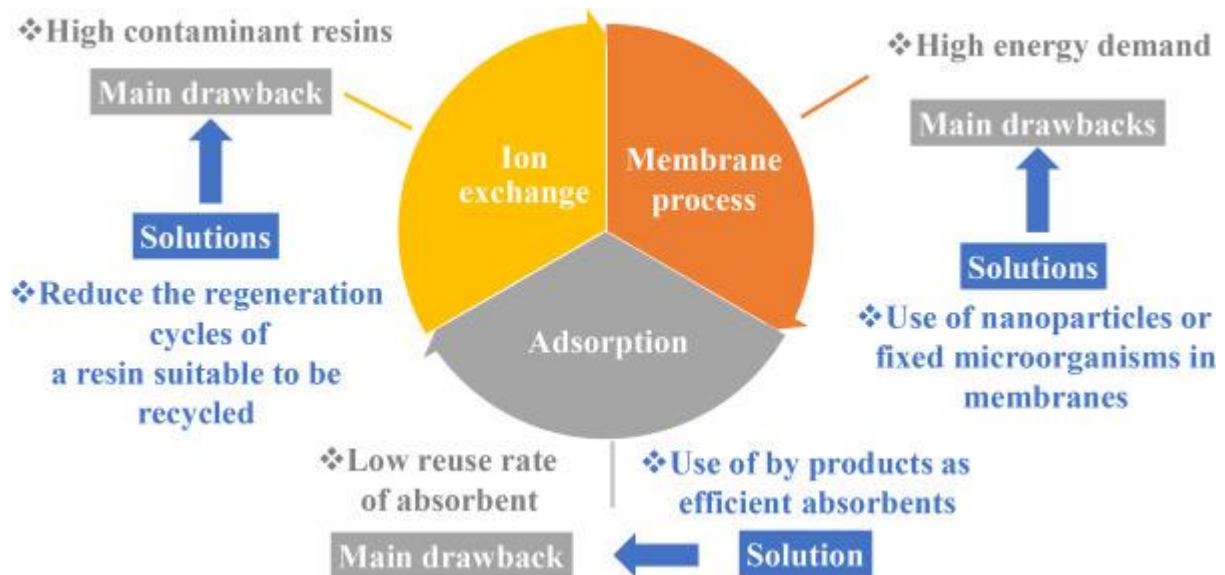 ❖High contaminant resins
Main drawback
Solutions
❖Reduce the regeneration
cycles of
a resin suitable to be
recycled
Ion
exchange
Membrane
process
Adsorption
❖High energy demand
Main drawbacks
Solutions
❖Use of nanoparticles or
fixed microorganisms in
membranes
❖Low reuse rate
of absorbent
Main drawback
❖Use of by products as
efficient absorbents
Solution